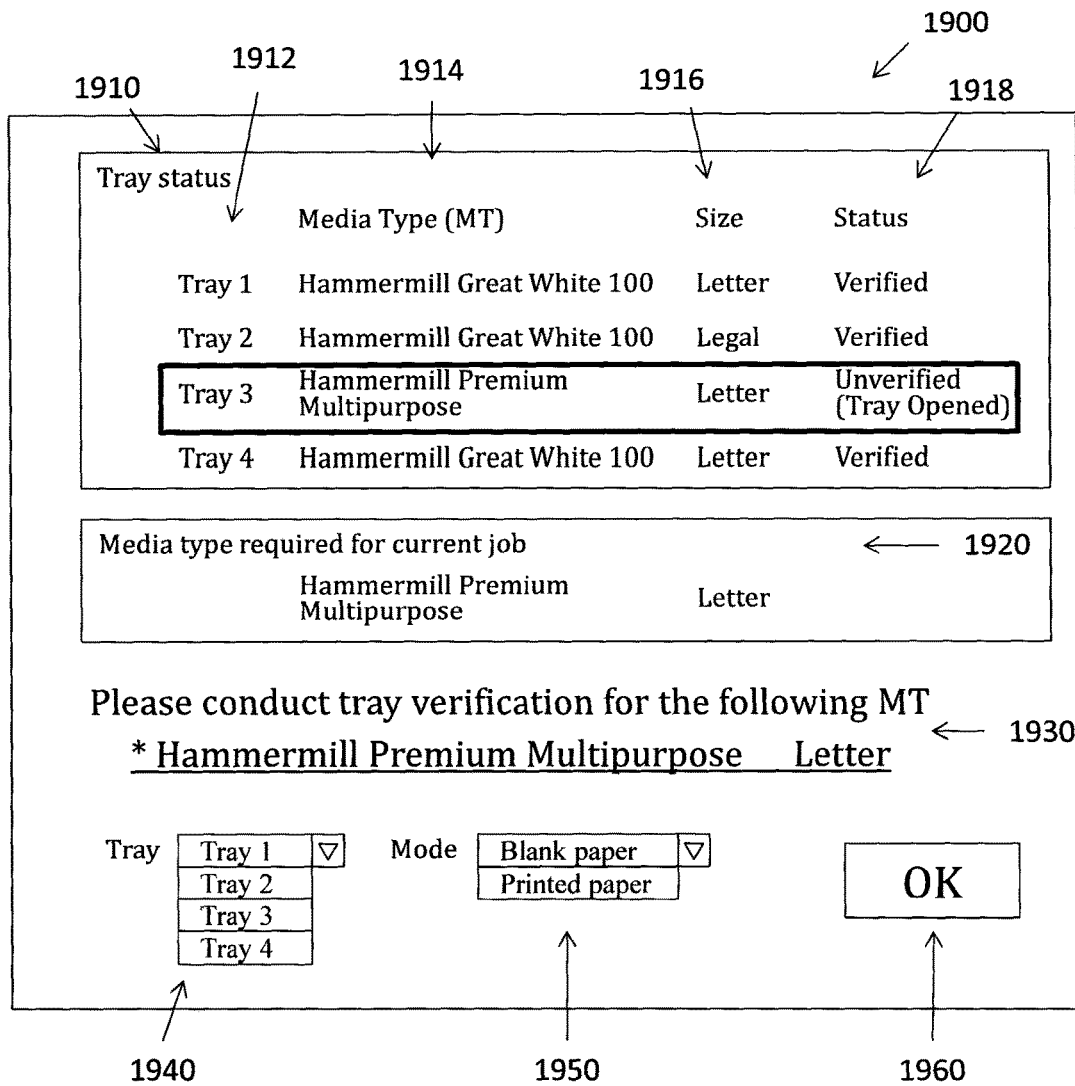 1900
1912 1914 1916
1910 1918
Tray status
Media Type (MT) Size Status
Tray 1 Hammermill Great White 100 Letter Verified
Tray 2 Hammermill Great White 100 Legal Verified
Tray 3 Hammermill Premium Multipurpose Letter Unverified (Tray Opened)
Tray 4 Hammermill Great White 100 Letter Verified
Media type required for current job 1920
Hammermill Premium Multipurpose Letter
Please conduct tray verification for the following MT
1930
* Hammermill Premium Multipurpose Letter
Tray Tray 1 ▽ Mode Blank paper ▽ OK
Tray 2 Printed paper
Tray 3
Tray 4
1940 1950 1960